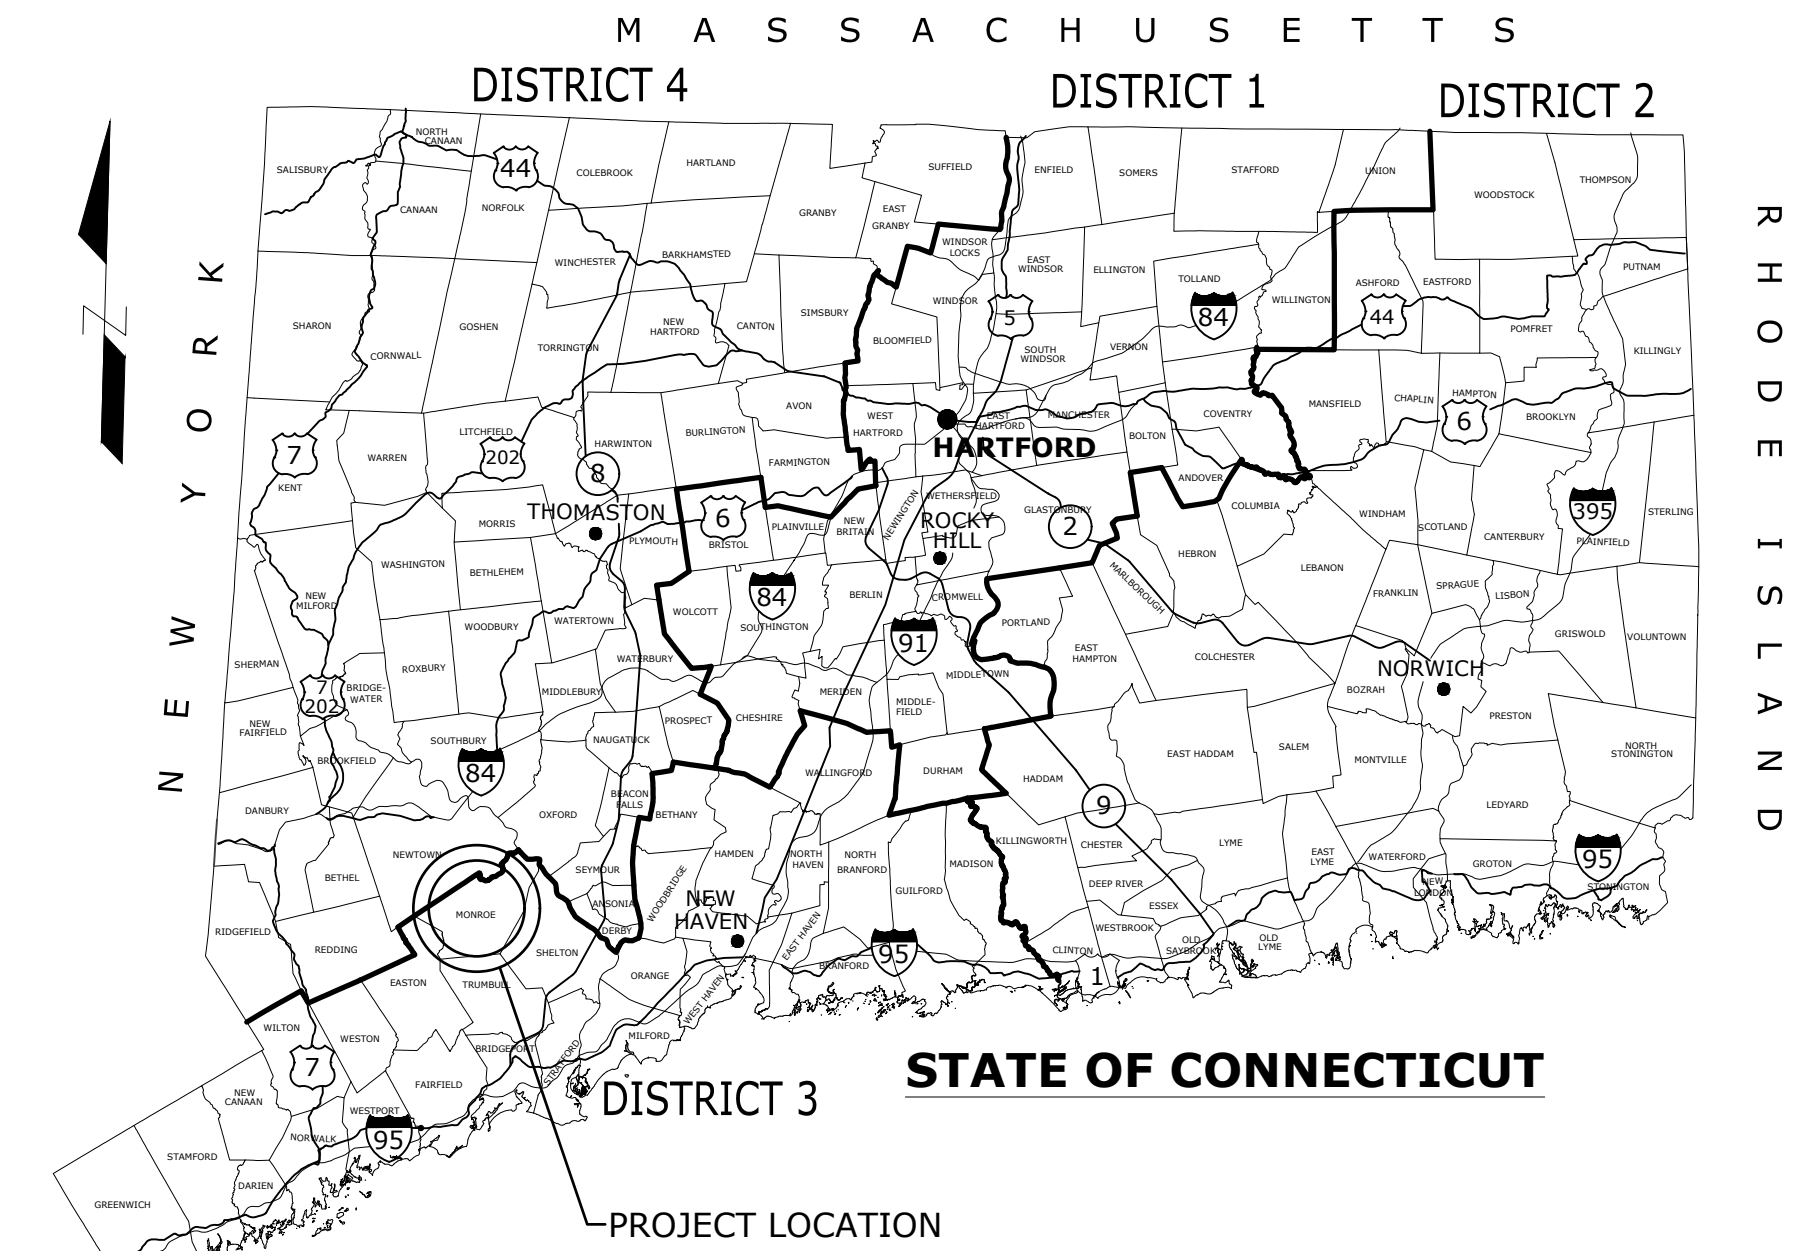 M A S S A C H U S E T T S
DISTRICT 4
DISTRICT 1
DISTRICT 2
N E W Y O R K
R H O D E I S L A N D
NORTH
CANAAN
SALISBURY
44
COLEBROOK
HARTLAND
SUFFIELD
ENFIELD
SOMERS
STAFFORD
UNION
WOODSTOCK
THOMPSON
CANAAN
NORFOLK
GRANBY
EAST
GRANBY
WINDSOR
LOCKS
WINCHESTER
BARKHAMSTED
EAST
WINDSOR
ELLINGTON
TOLLAND
WILLINGTON
ASHFORD
EASTFORD
PUTNAM
SHARON
GOSHEN
CORNWALL
TORRINGTON
NEW
HARTFORD
CANTON
SIMSBURY
WINDSOR
BLOOMFIELD
5
SOUTH
WINDSOR
VERNON
84
44
POMFRET
KILLINGLY
AVON
WEST
HARTFORD
EAST
HARTFORD
MANCHESTER
COVENTRY
MANSFIELD
CHAPLIN
HAMPTON
6
BROOKLYN
HARTFORD
BOLTON
ANDOVER
7
KENT
WARREN
LITCHFIELD
202
HARWINTON
8
BURLINGTON
FARMINGTON
THOMASTON
MORRIS
PLYMOUTH
6
BRISTOL
PLAINVILLE
NEW
BRITAIN
NEWINGTON
WETHERSFIELD
ROCKY
HILL
GLASTONBURY
2
COLUMBIA
WINDHAM
SCOTLAND
CANTERBURY
395
PLAINFIELD
STERLING
WASHINGTON
BETHLEHEM
NEW
MILFORD
WOODBURY
WATERTOWN
WOLCOTT
84
SOUTHINGTON
BERLIN
CROMWELL
91
PORTLAND
MARLBOROUGH
HEBRON
LEBANON
FRANKLIN
SPRAGUE
LISBON
GRISWOLD
VOLUNTOWN
SHERMAN
7
202
BRIDGE-
WATER
ROXBURY
MIDDLEBURY
WATERBURY
MERIDEN
MIDDLE-
FIELD
MIDDLETOWN
EAST
HAMPTON
COLCHESTER
NORWICH
BOZRAH
PRESTON
NEW
FAIRFIELD
BROOKFIELD
SOUTHBURY
84
NAUGATUCK
PROSPECT
CHESHIRE
WALLINGFORD
DURHAM
HADDAM
EAST HADDAM
SALEM
MONTVILLE
NORTH
STONINGTON
DANBURY
OXFORD
BEACON
FALLS
BETHANY
9
LEDYARD
NEWTOWN
BETHEL
SEYMOUR
WOODBRIDGE
HAMDEN
NORTH
HAVEN
NORTH
BRANFORD
GUILFORD
MADISON
KILLINGWORTH
CHESTER
LYME
EAST
LYME
WATERFORD
NEW
LONDON
GROTON
95
STONINGTON
DEEP RIVER
ESSEX
MONROE
ANSONIA
DERBY
NEW
HAVEN
EAST HAVEN
BRANFORD
95
CLINTON
WESTBROOK
OLD
SAYBROOK
OLD
LYME
1
RIDGEFIELD
REDDING
EASTON
TRUMBULL
SHELTON
ORANGE
WEST HAVEN
MILFORD
WILTON
WESTON
BRIDGEPORT
STRATFORD
7
FAIRFIELD
NEW
CANAAN
WESTPORT
95
NORWALK
STAMFORD
DARIEN
GREENWICH
DISTRICT 3
STATE OF CONNECTICUT
PROJECT LOCATION